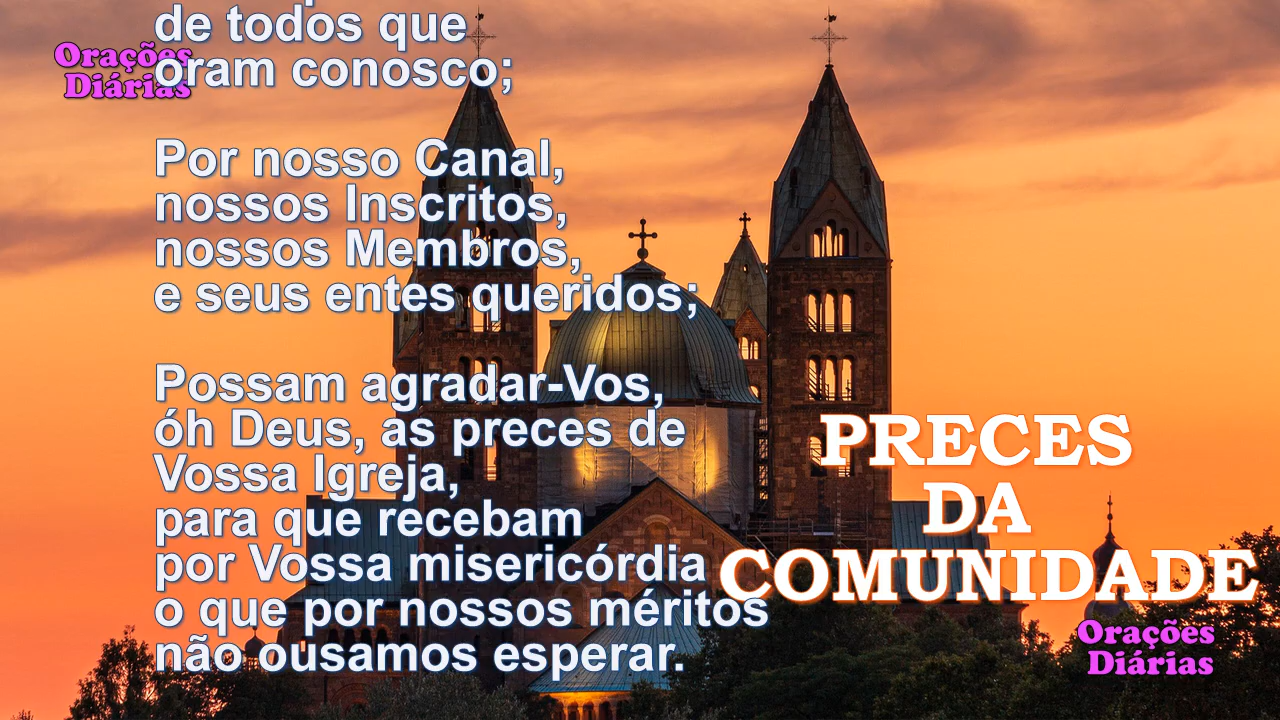 de todos que
oram conosco;
Por nosso Canal,
nossos Inscritos,
nossos Membros,
e seus entes queridos;
Possam agradar-Vos,
óh Deus, as preces de
Vossa Igreja,
para que recebam
por Vossa misericórdia
o que por nossos méritos
não ousamos esperar.
Orações
Diárias
PRECES
DA
COMUNIDADE
Orações
Diárias